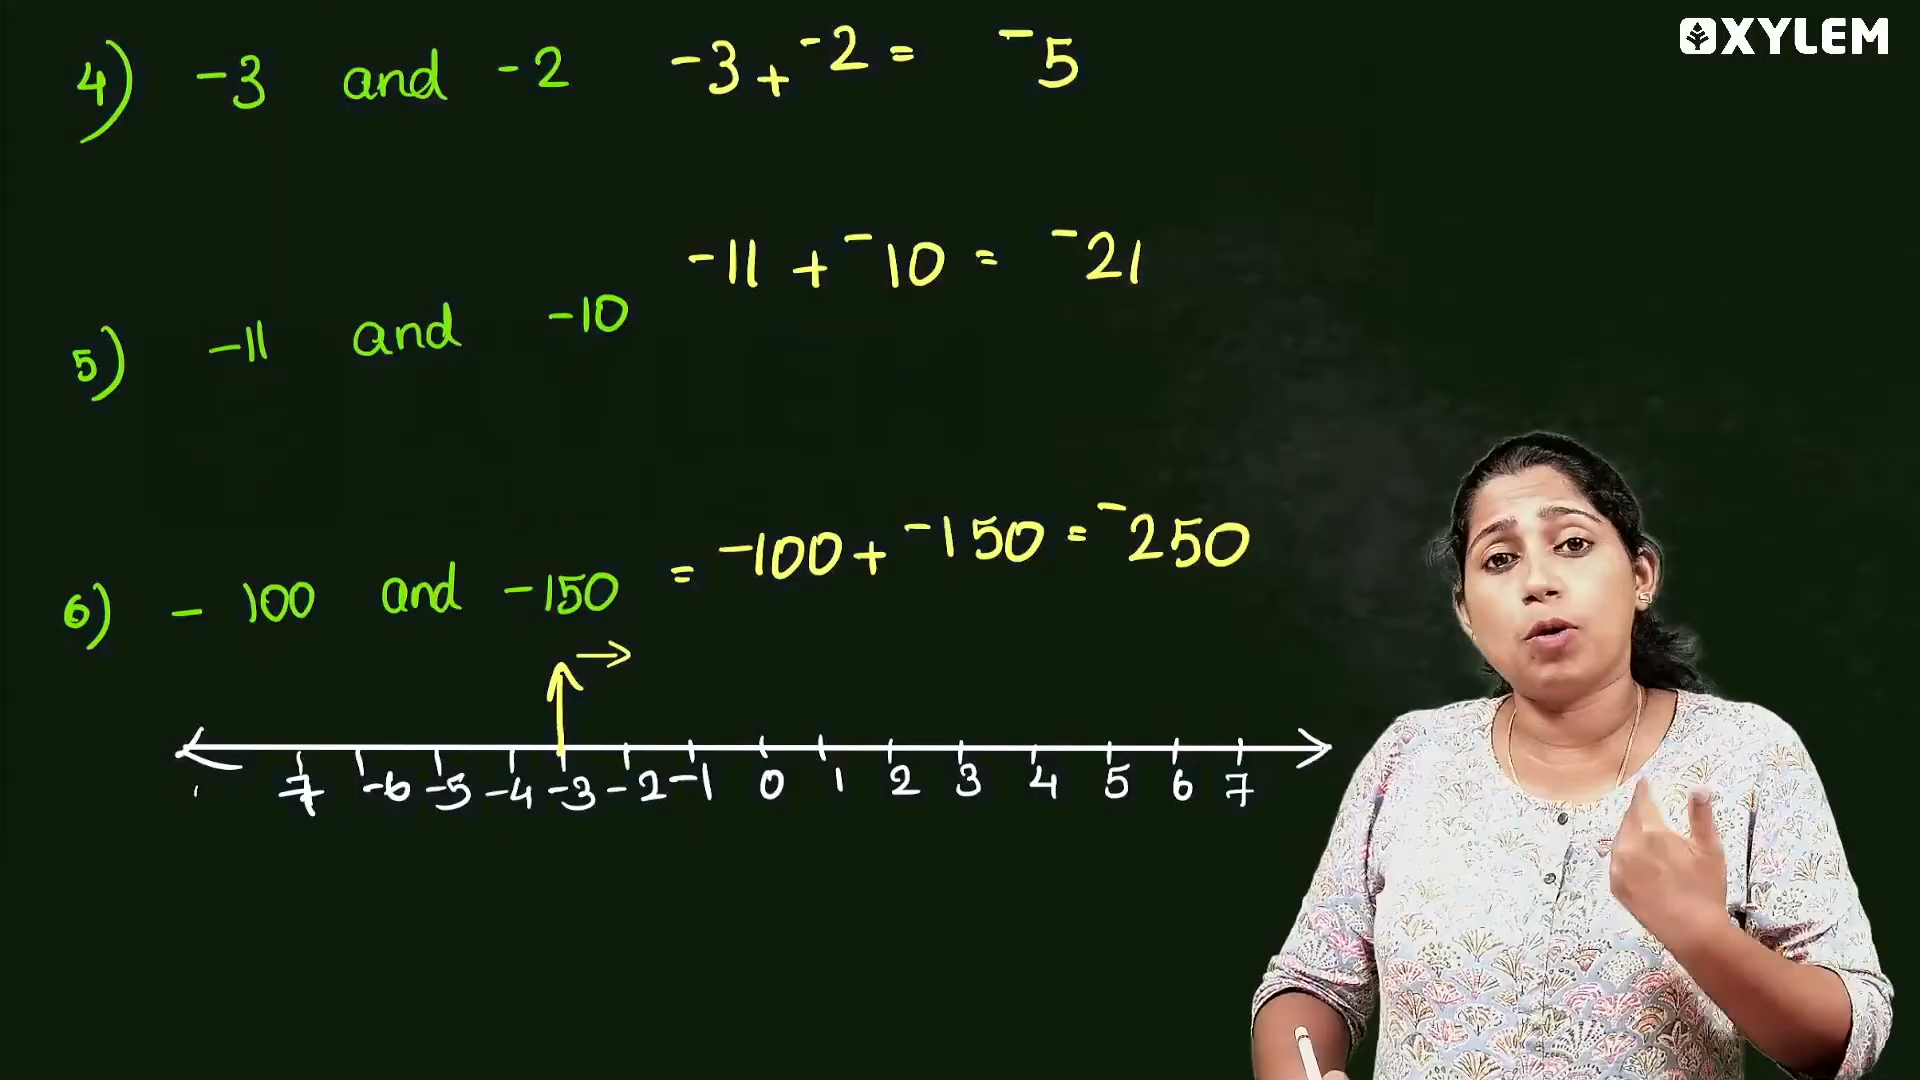 XYLEM
4) -3 and -2 -3 + -2 = -5
-11 + -10 = -21
5) -11 and -10
6) - 100 and -150 = -100 + -150 = -250
-7 -6 -5 -4 -3 -2 -1 0 1 2 3 4 5 6 7